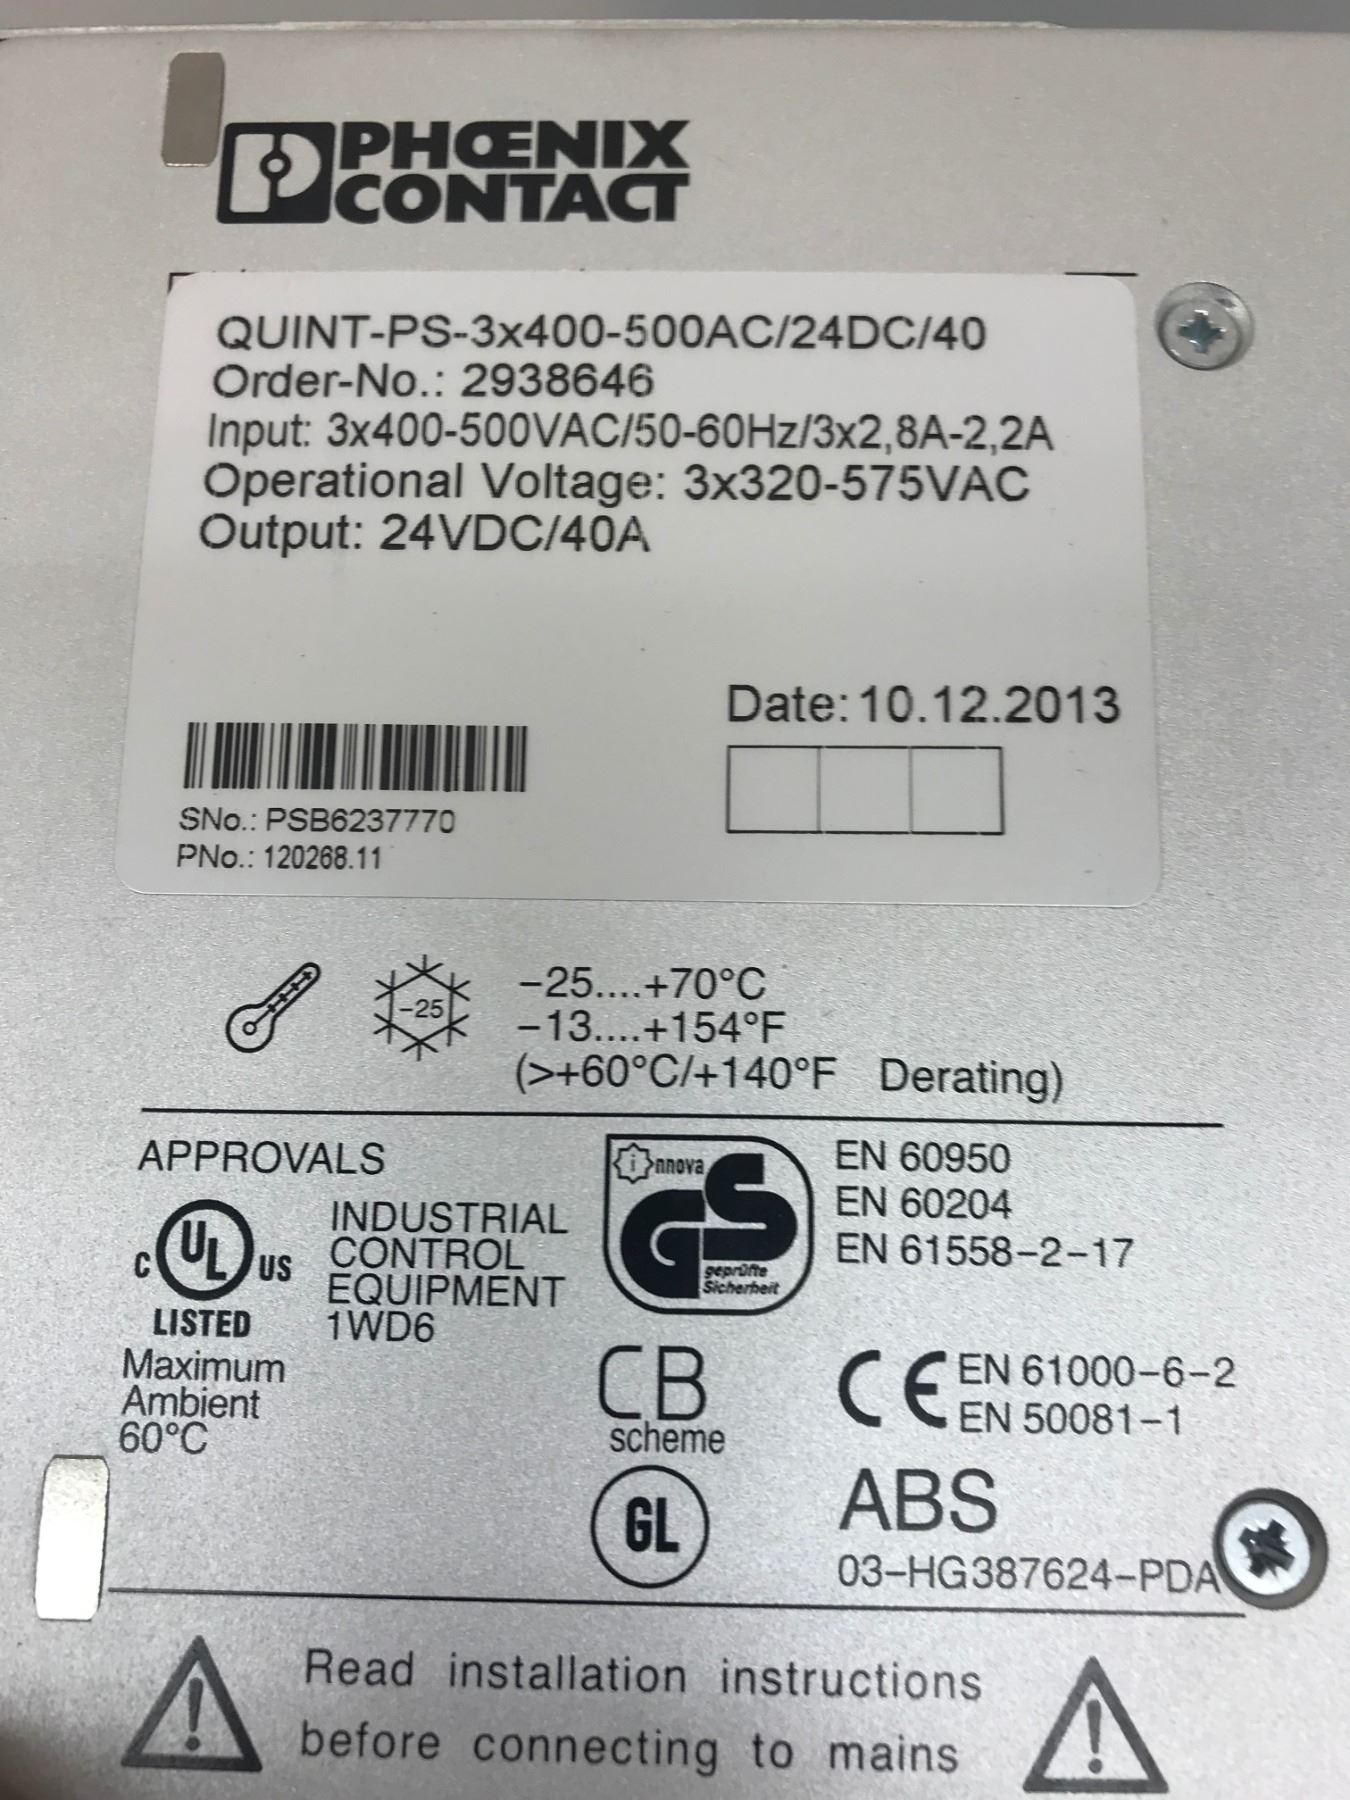 PHŒNIX
CONTACT
QUINT-PS-3x400-500AC/24DC/40
Order-No.: 2938646
Input: 3x400-500VAC/50-60Hz/3x2,8A-2,2A
Operational Voltage: 3x320-575VAC
Output: 24VDC/40A
Date: 10.12.2013
SNo.: PSB6237770
PNo.: 120268.11
-25
-25....+70°C
-13....+154°F
(>+60°C/+140°F Derating)
APPROVALS
C UL US
LISTED
INDUSTRIAL
CONTROL
EQUIPMENT
1WD6
Maximum
Ambient
60°C
innova
GS
geprüfte
Sicherheit
EN 60950
EN 60204
EN 61558-2-17
CB
scheme
CE EN 61000-6-2
EN 50081-1
GL
ABS
03-HG387624-PDA
Read installation instructions
before connecting to mains